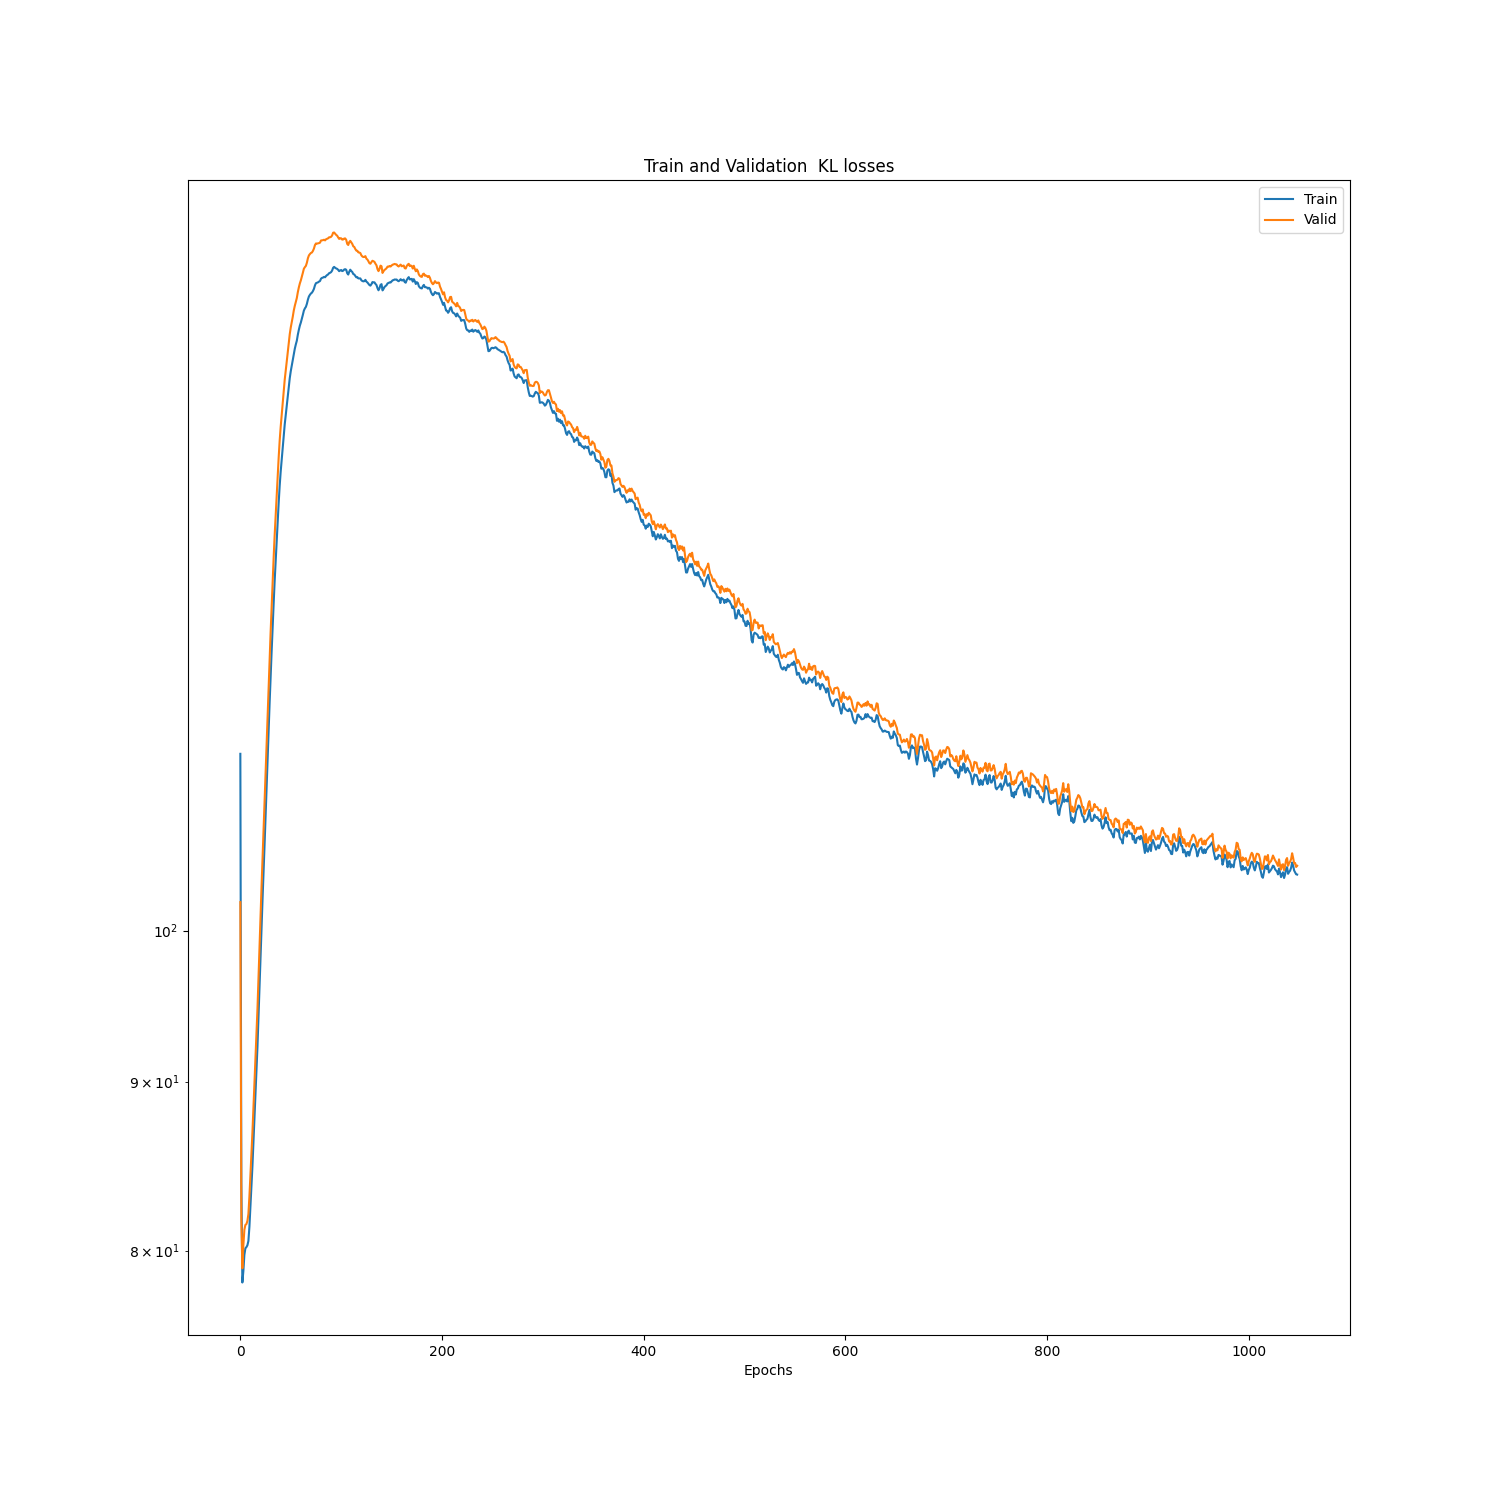 Train and Validation  KL losses
Train
Valid
10²
9 × 10¹
8 × 10¹
0 200 400 600 800 1000
Epochs